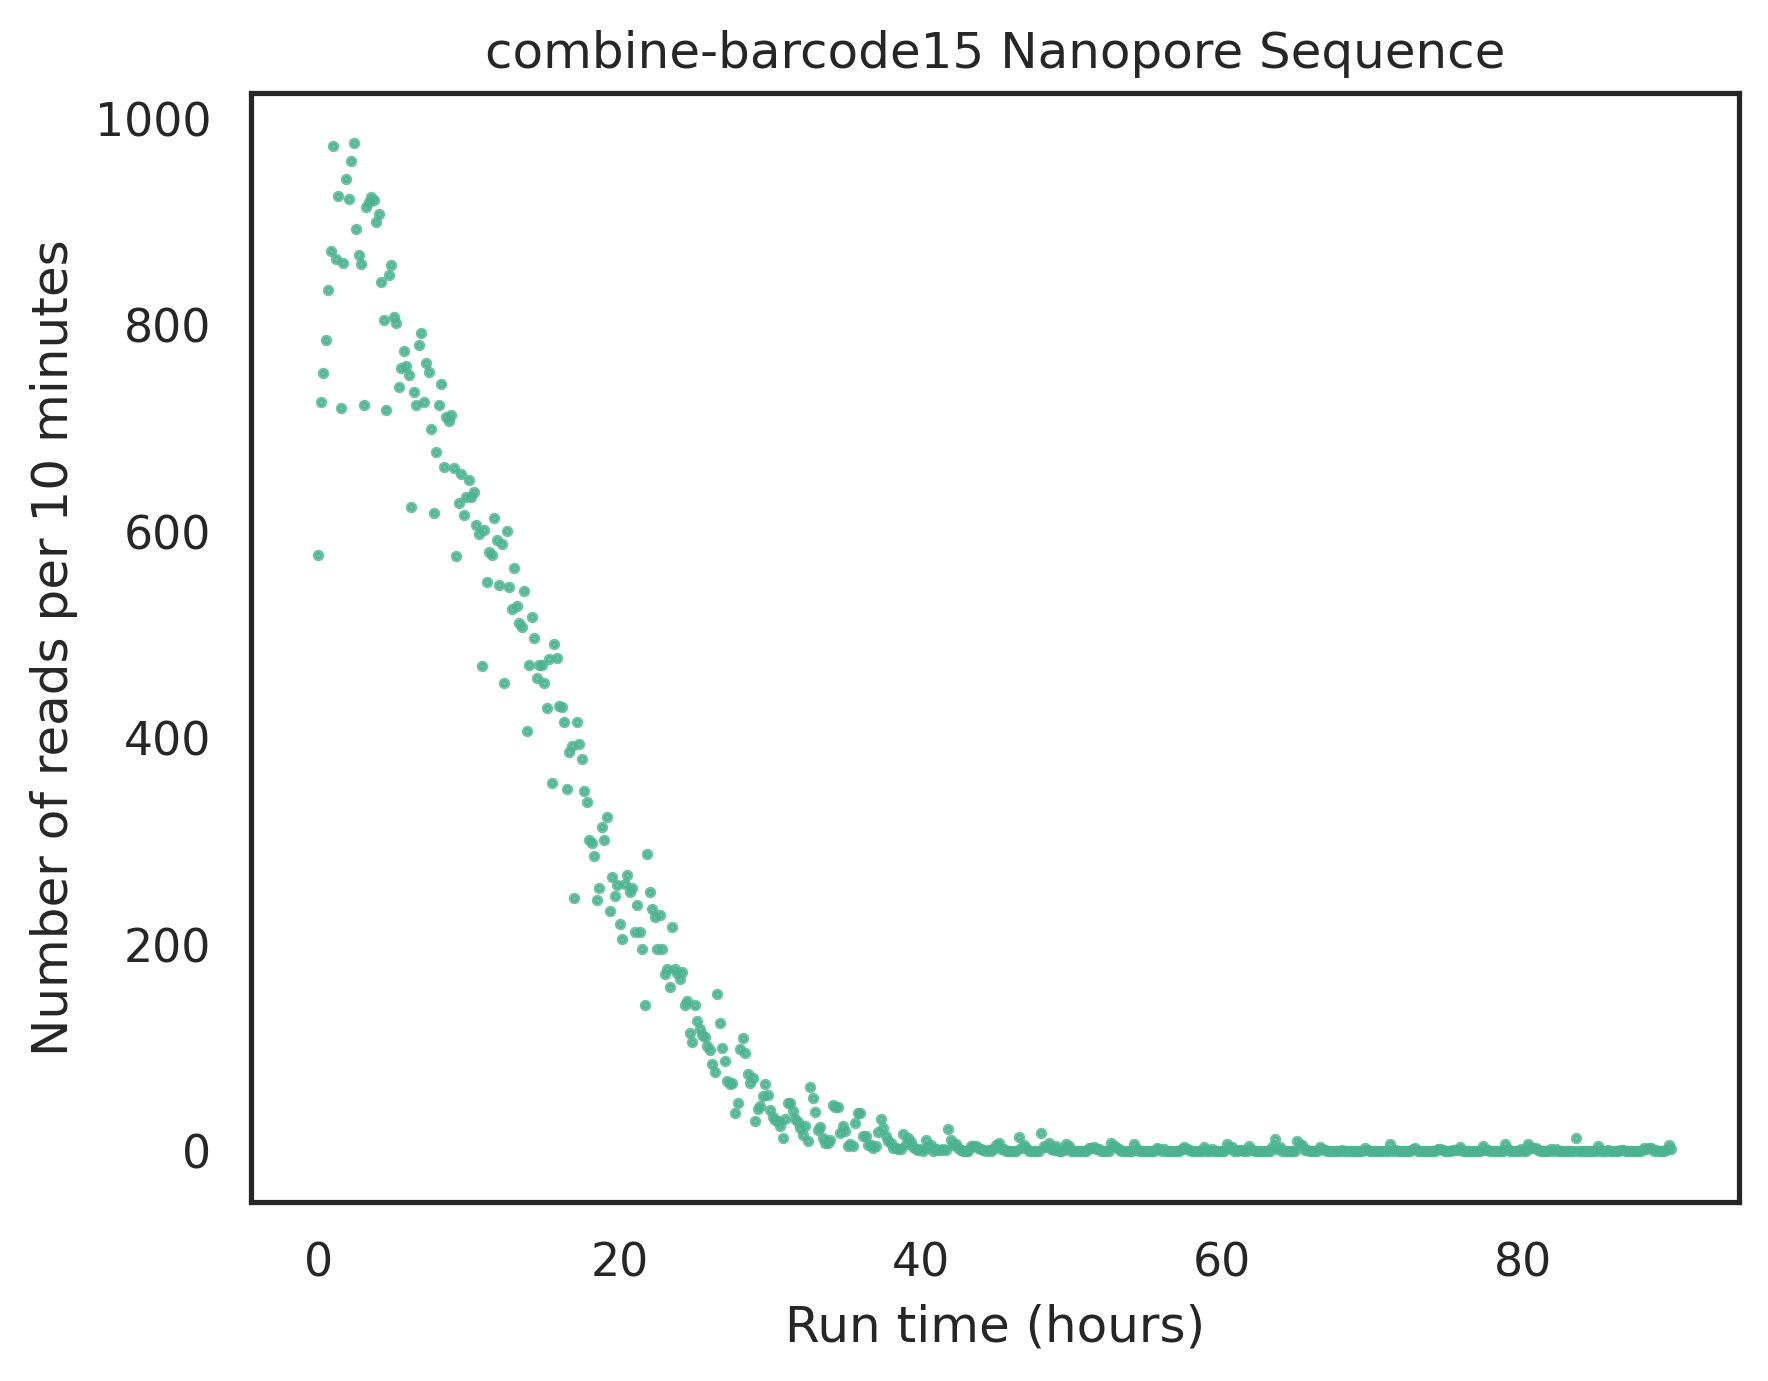 combine-barcode15 Nanopore Sequence
Number of reads per 10 minutes
1000
800
600
400
200
0
0 20 40 60 80
Run time (hours)